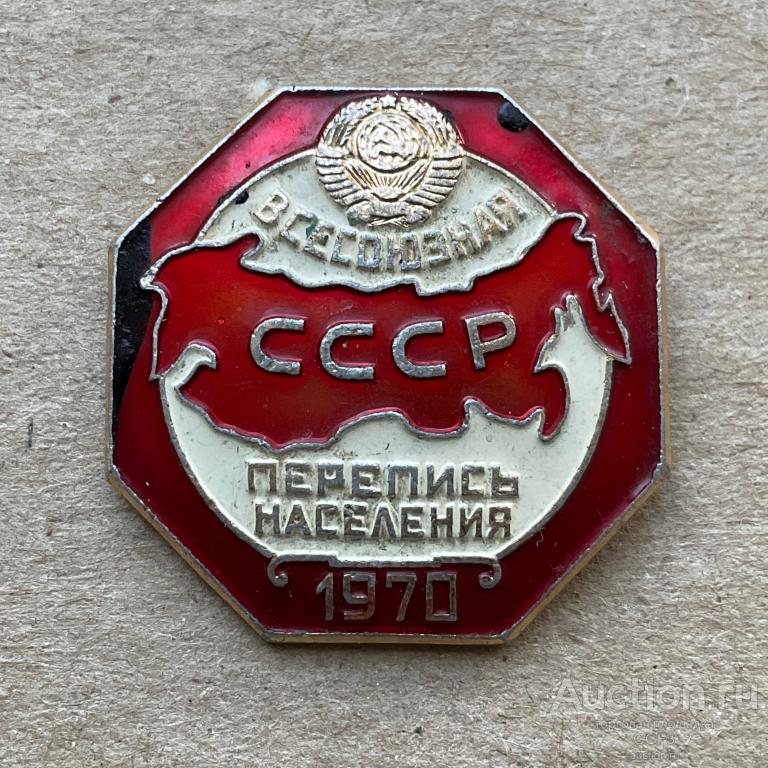 ВСЕСОЮЗНАЯ
СССР
ПЕРЕПИСЬ
НАСЕЛЕНИЯ
1970
Auction.ru